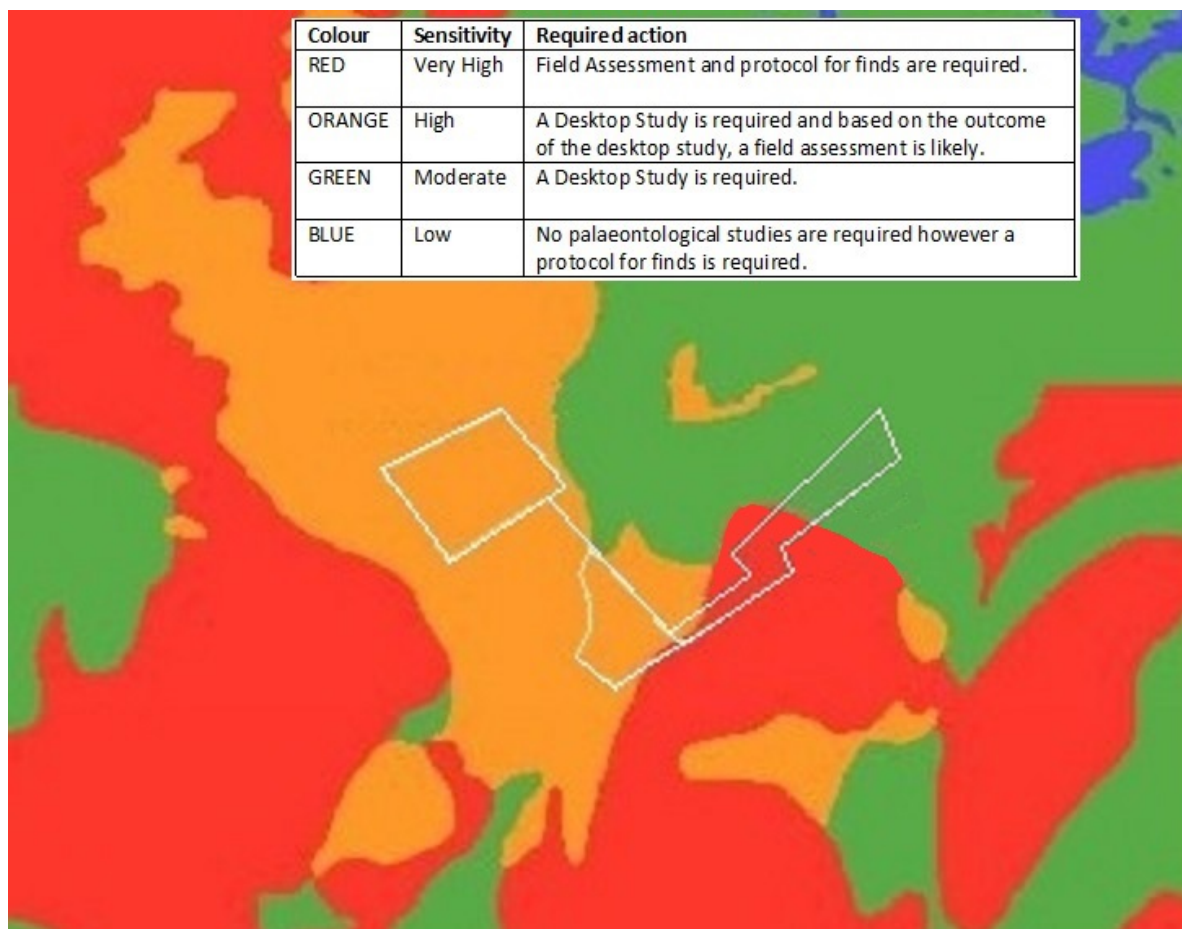 Colour Sensitivity Required action
RED Very High Field Assessment and protocol for finds are required.
ORANGE High A Desktop Study is required and based on the outcome
of the desktop study, a field assessment is likely.
GREEN Moderate A Desktop Study is required.
BLUE Low No palaeontological studies are required however a
protocol for finds is required.